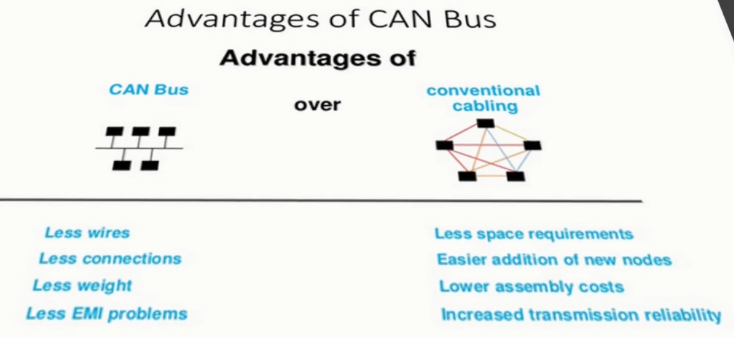 Advantages of CAN Bus
Advantages of
CAN Bus
over
conventional
cabling
Less wires
Less connections
Less weight
Less EMI problems
Less space requirements
Easier addition of new nodes
Lower assembly costs
Increased transmission reliability